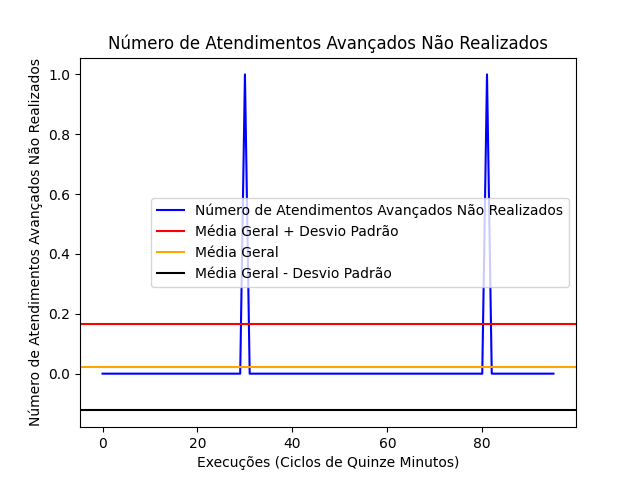 Número de Atendimentos Avançados Não Realizados
Número de Atendimentos Avançados Não Realizados
1.0
0.8
0.6
0.4
0.2
0.0
Número de Atendimentos Avançados Não Realizados
Média Geral + Desvio Padrão
Média Geral
Média Geral - Desvio Padrão
0
20
40
60
80
Execuções (Ciclos de Quinze Minutos)